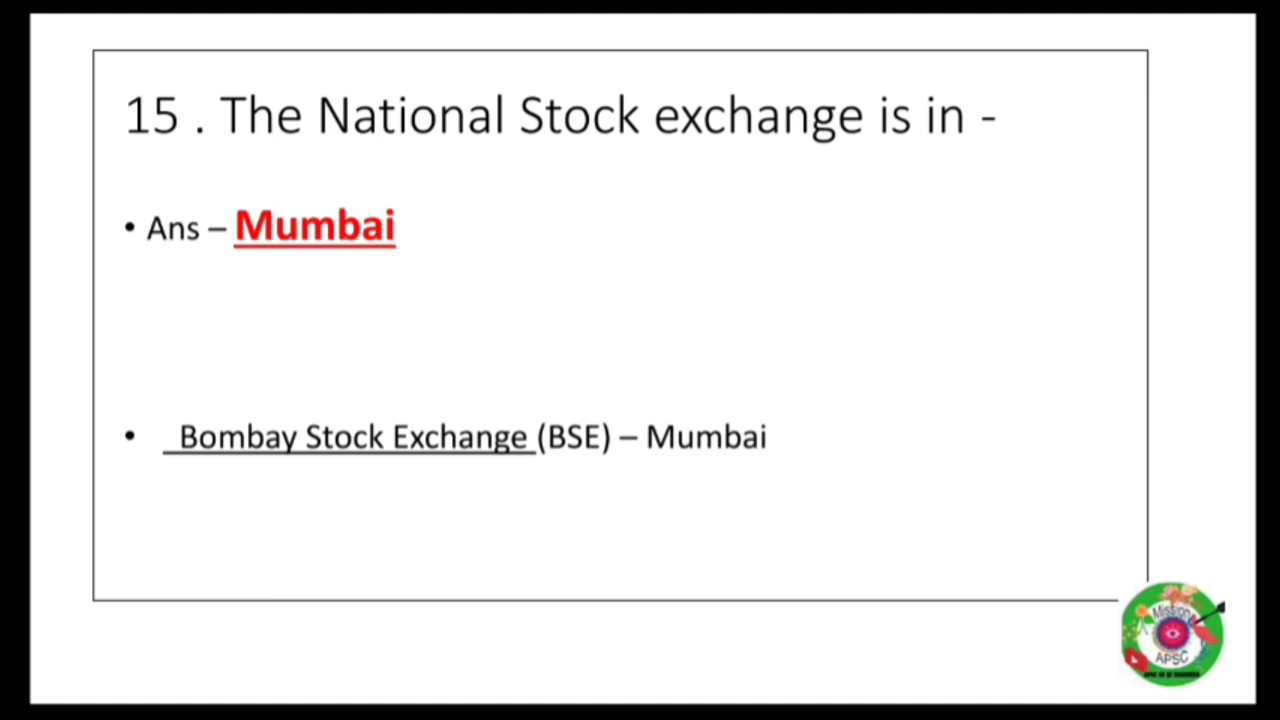 15 . The National Stock exchange is in -
• Ans – Mumbai
• Bombay Stock Exchange (BSE) – Mumbai
Mission
APSC